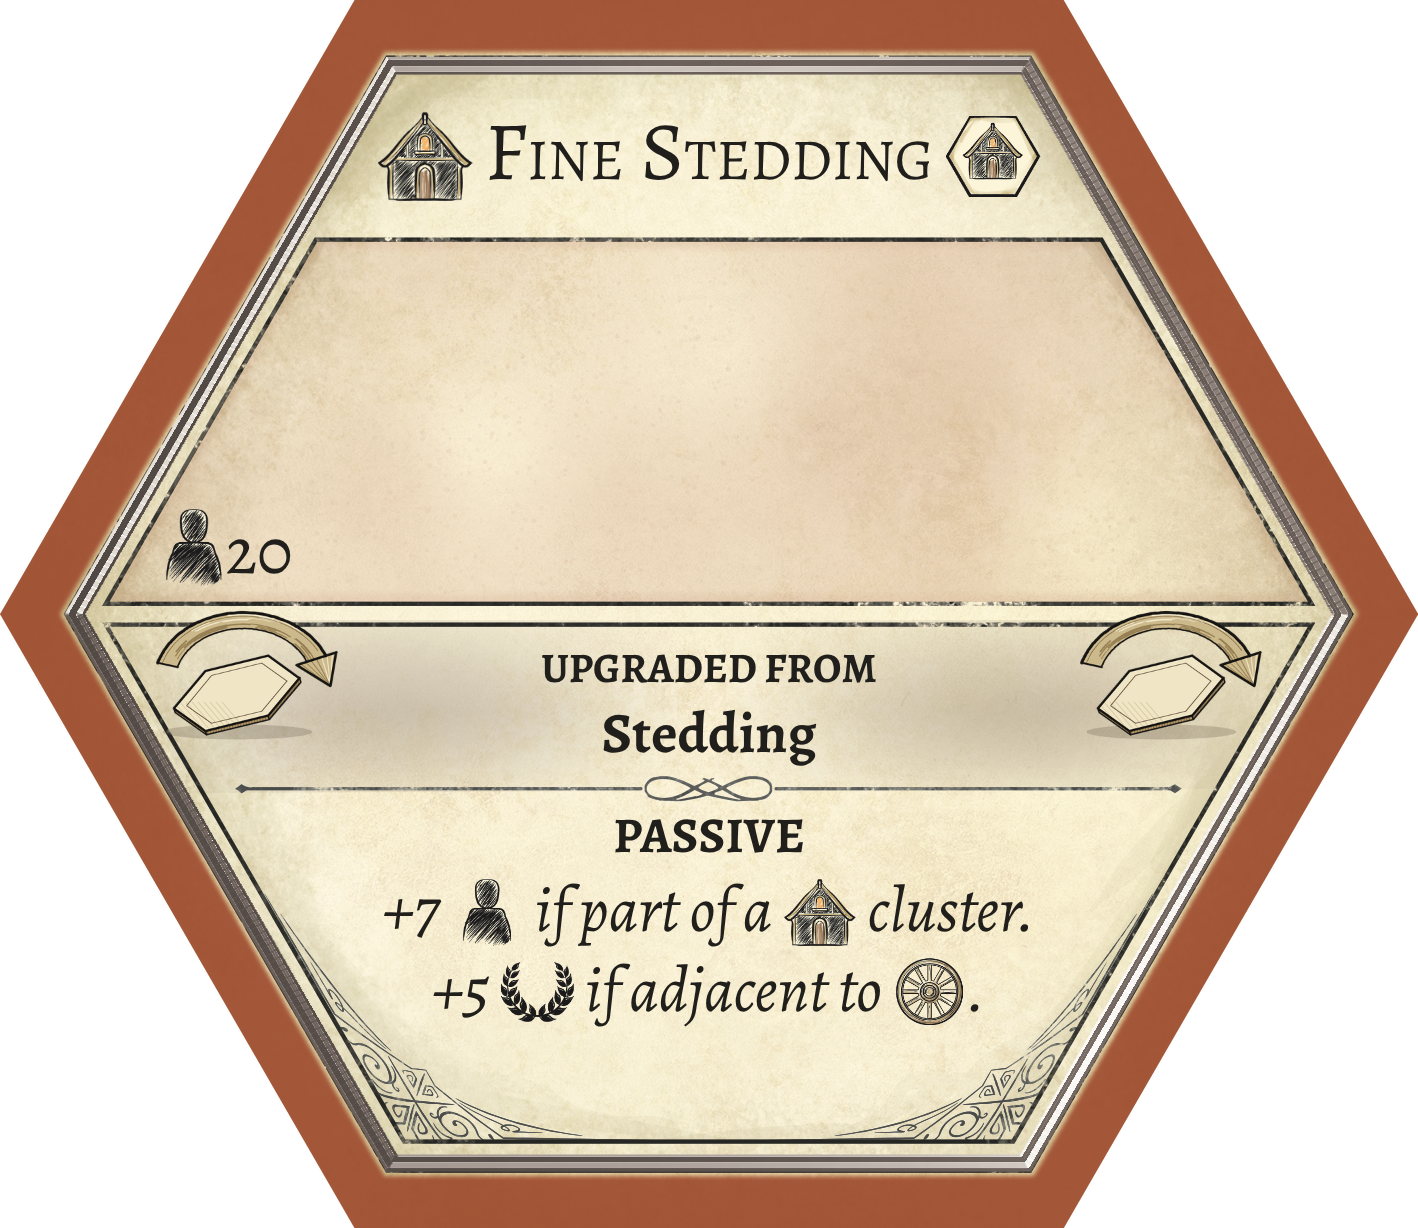 Fine Stedding
20
UPGRADED FROM
Stedding
PASSIVE
+7 if part of a cluster.
+5 if adjacent to .